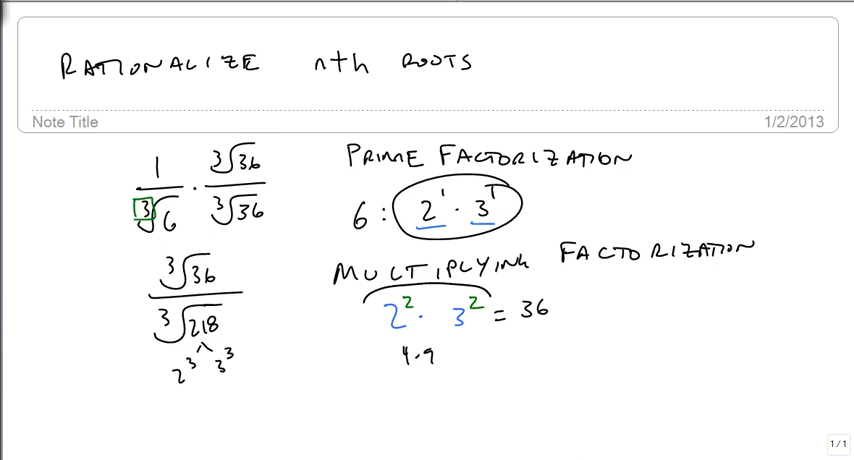 RATIONALIZE nth ROOTS
Note Title
1/2/2013
1/∛6 · ∛36/∛36
PRIME FACTORIZATION
6 : 2¹ · 3¹
MULTIPLYING FACTORIZATION
2² · 3² = 36
4·9
∛36/∛218
2³ 3³
1/1